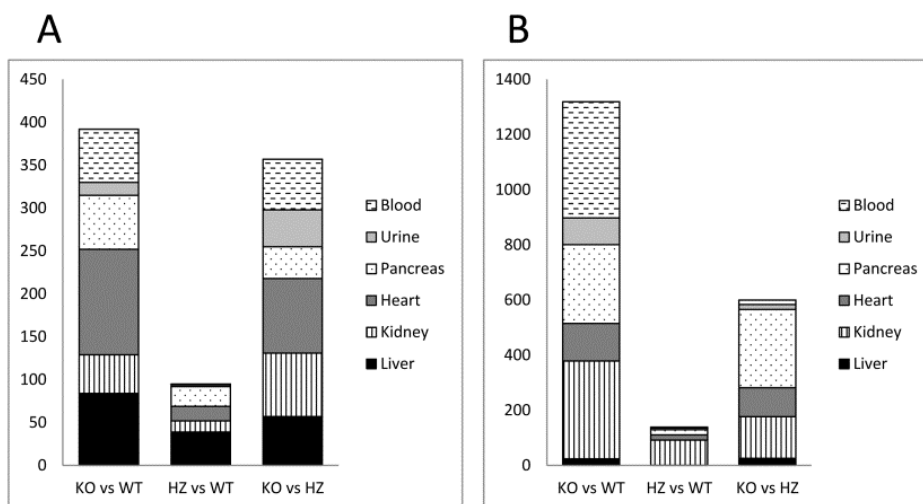 A
450
400
350
300
250
200
150
100
50
0
KO vs WT HZ vs WT KO vs HZ
Blood
Urine
Pancreas
Heart
Kidney
Liver
B
1400
1200
1000
800
600
400
200
0
KO vs WT HZ vs WT KO vs HZ
Blood
Urine
Pancreas
Heart
Kidney
Liver